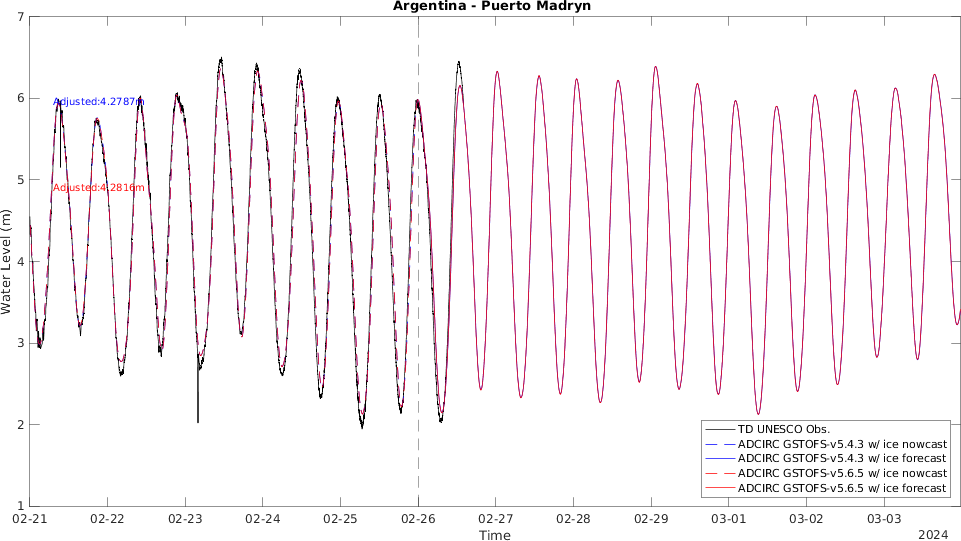 Argentina - Puerto Madryn
7
6
5
4
3
2
1
Water Level (m)
Adjusted:4.2787m
Adjusted:4.2816m
TD UNESCO Obs.
ADCIRC GSTOFS-v5.4.3 w/ ice nowcast
ADCIRC GSTOFS-v5.4.3 w/ ice forecast
ADCIRC GSTOFS-v5.6.5 w/ ice nowcast
ADCIRC GSTOFS-v5.6.5 w/ ice forecast
02-21 02-22 02-23 02-24 02-25 02-26 02-27 02-28 02-29 03-01 03-02 03-03
Time
2024